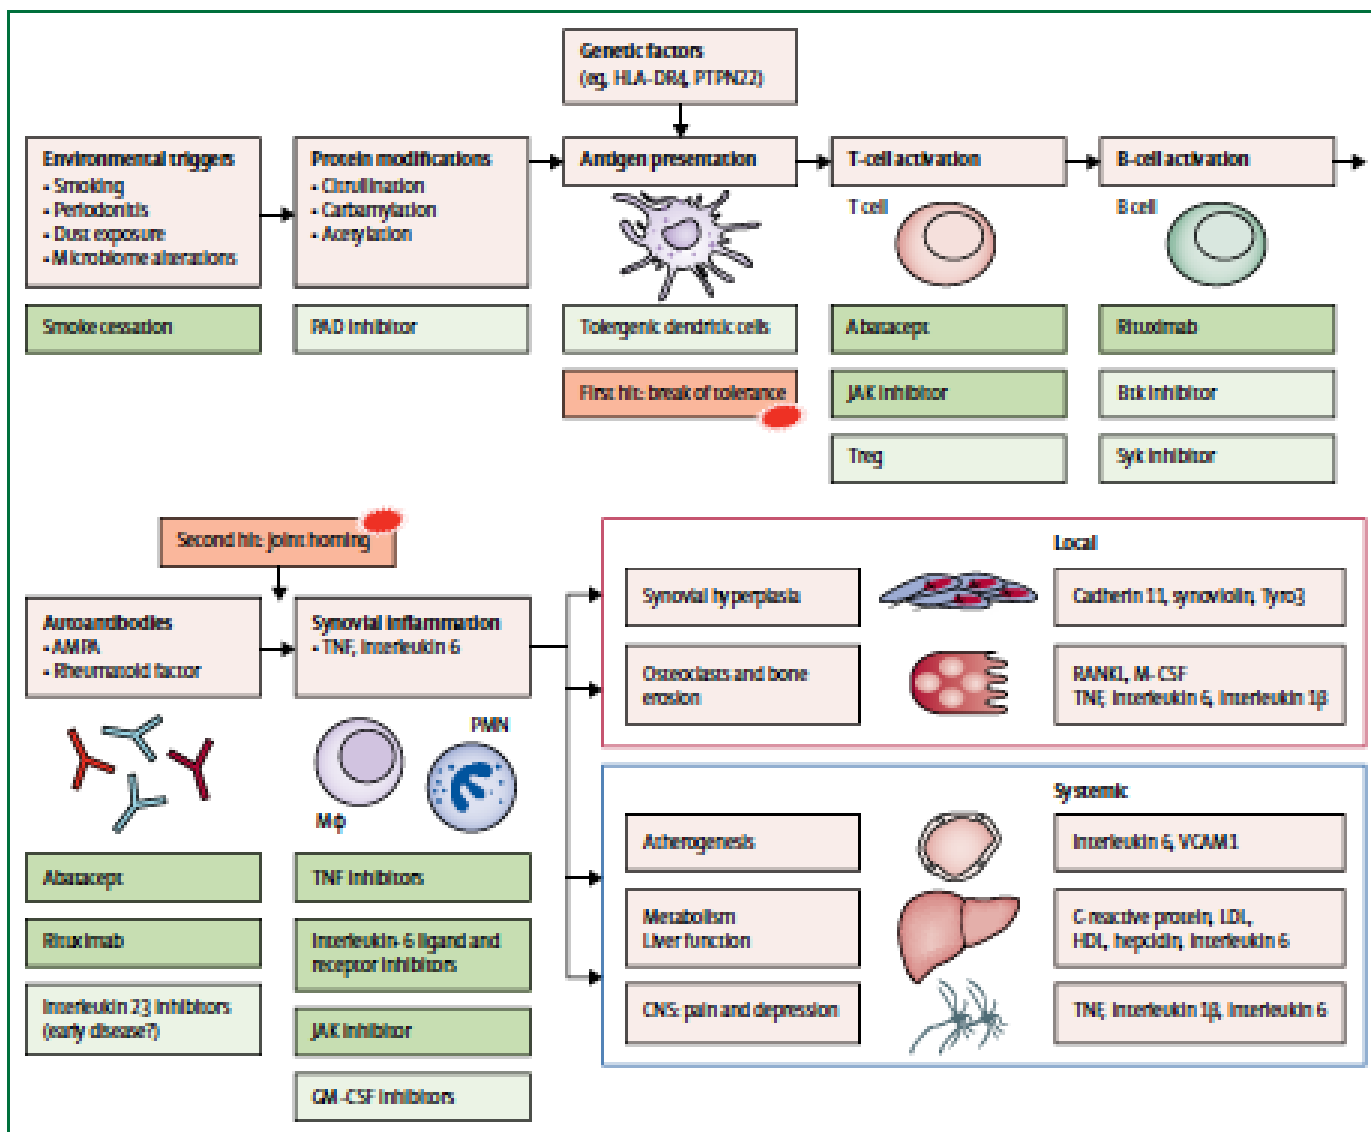 Genetic factors
(eg, HLA-DR4, PTPN22)
Environmental triggers
• Smoking
• Periodonitis
• Dust exposure
• Microbiome alterations
Protein modifications
• Citrullination
• Carbamylation
• Acetylation
Antigen presentation
T-cell activation
B-cell activation
T cell
B cell
Smoke cessation
PAD inhibitor
Tolergenic dendritic cells
Abatacept
Rituximab
First hit: break of tolerance
JAK inhibitor
Btk inhibitor
Treg
Syk inhibitor
Second hit: joint homing
Autoantibodies
• AMPA
• Rheumatoid factor
Synovial inflammation
• TNF, interleukin 6
PMN
Mϕ
Abatacept
Rituximab
Interleukin 23 inhibitors
(early disease?)
TNF inhibitors
Interleukin-6 ligand and
receptor inhibitors
JAK inhibitor
GM-CSF inhibitors
Local
Synovial hyperplasia
Cadherin 11, synoviolin, Tyro3
Osteoclasts and bone
erosion
RANKL, M-CSF
TNF, interleukin 6, interleukin 1β
Systemic
Atherogenesis
Interleukin 6, VCAM1
Metabolism
Liver function
C-reactive protein, LDL,
HDL, hepcidin, interleukin 6
CNS: pain and depression
TNF, interleukin 1β, interleukin 6